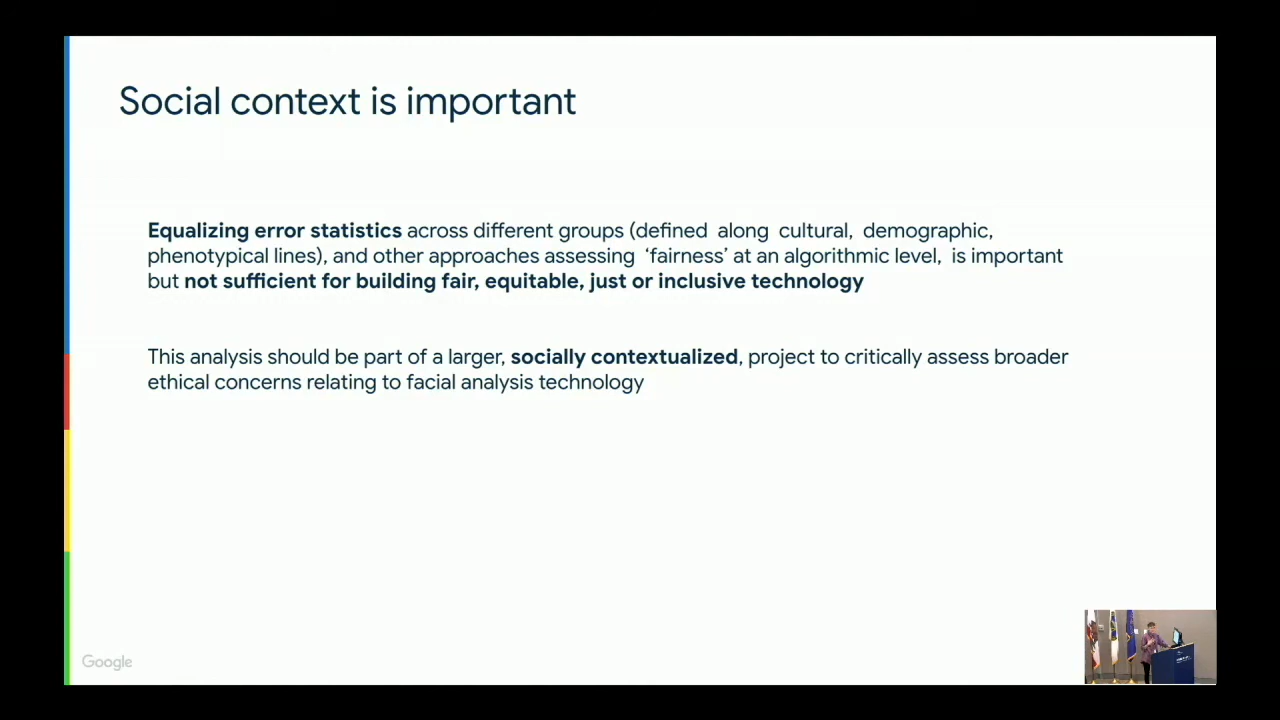 Social context is important
Equalizing error statistics across different groups (defined along cultural, demographic,
phenotypical lines), and other approaches assessing ‘fairness’ at an algorithmic level, is important
but not sufficient for building fair, equitable, just or inclusive technology
This analysis should be part of a larger, socially contextualized, project to critically assess broader
ethical concerns relating to facial analysis technology
Google